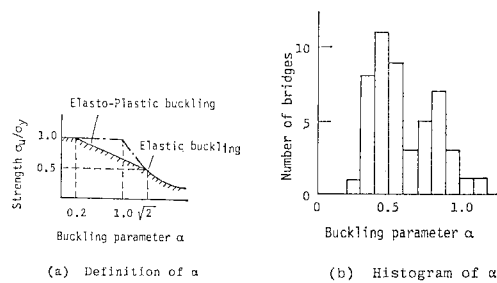 Strength σu/σy
Elasto-Plastic buckling
Elastic buckling
1.0
0.5
0.2
1.0 √2
Buckling parameter α
(a) Definition of α
Number of bridges
10
5
0
0
0.5
1.0
Buckling parameter α
(b) Histogram of α